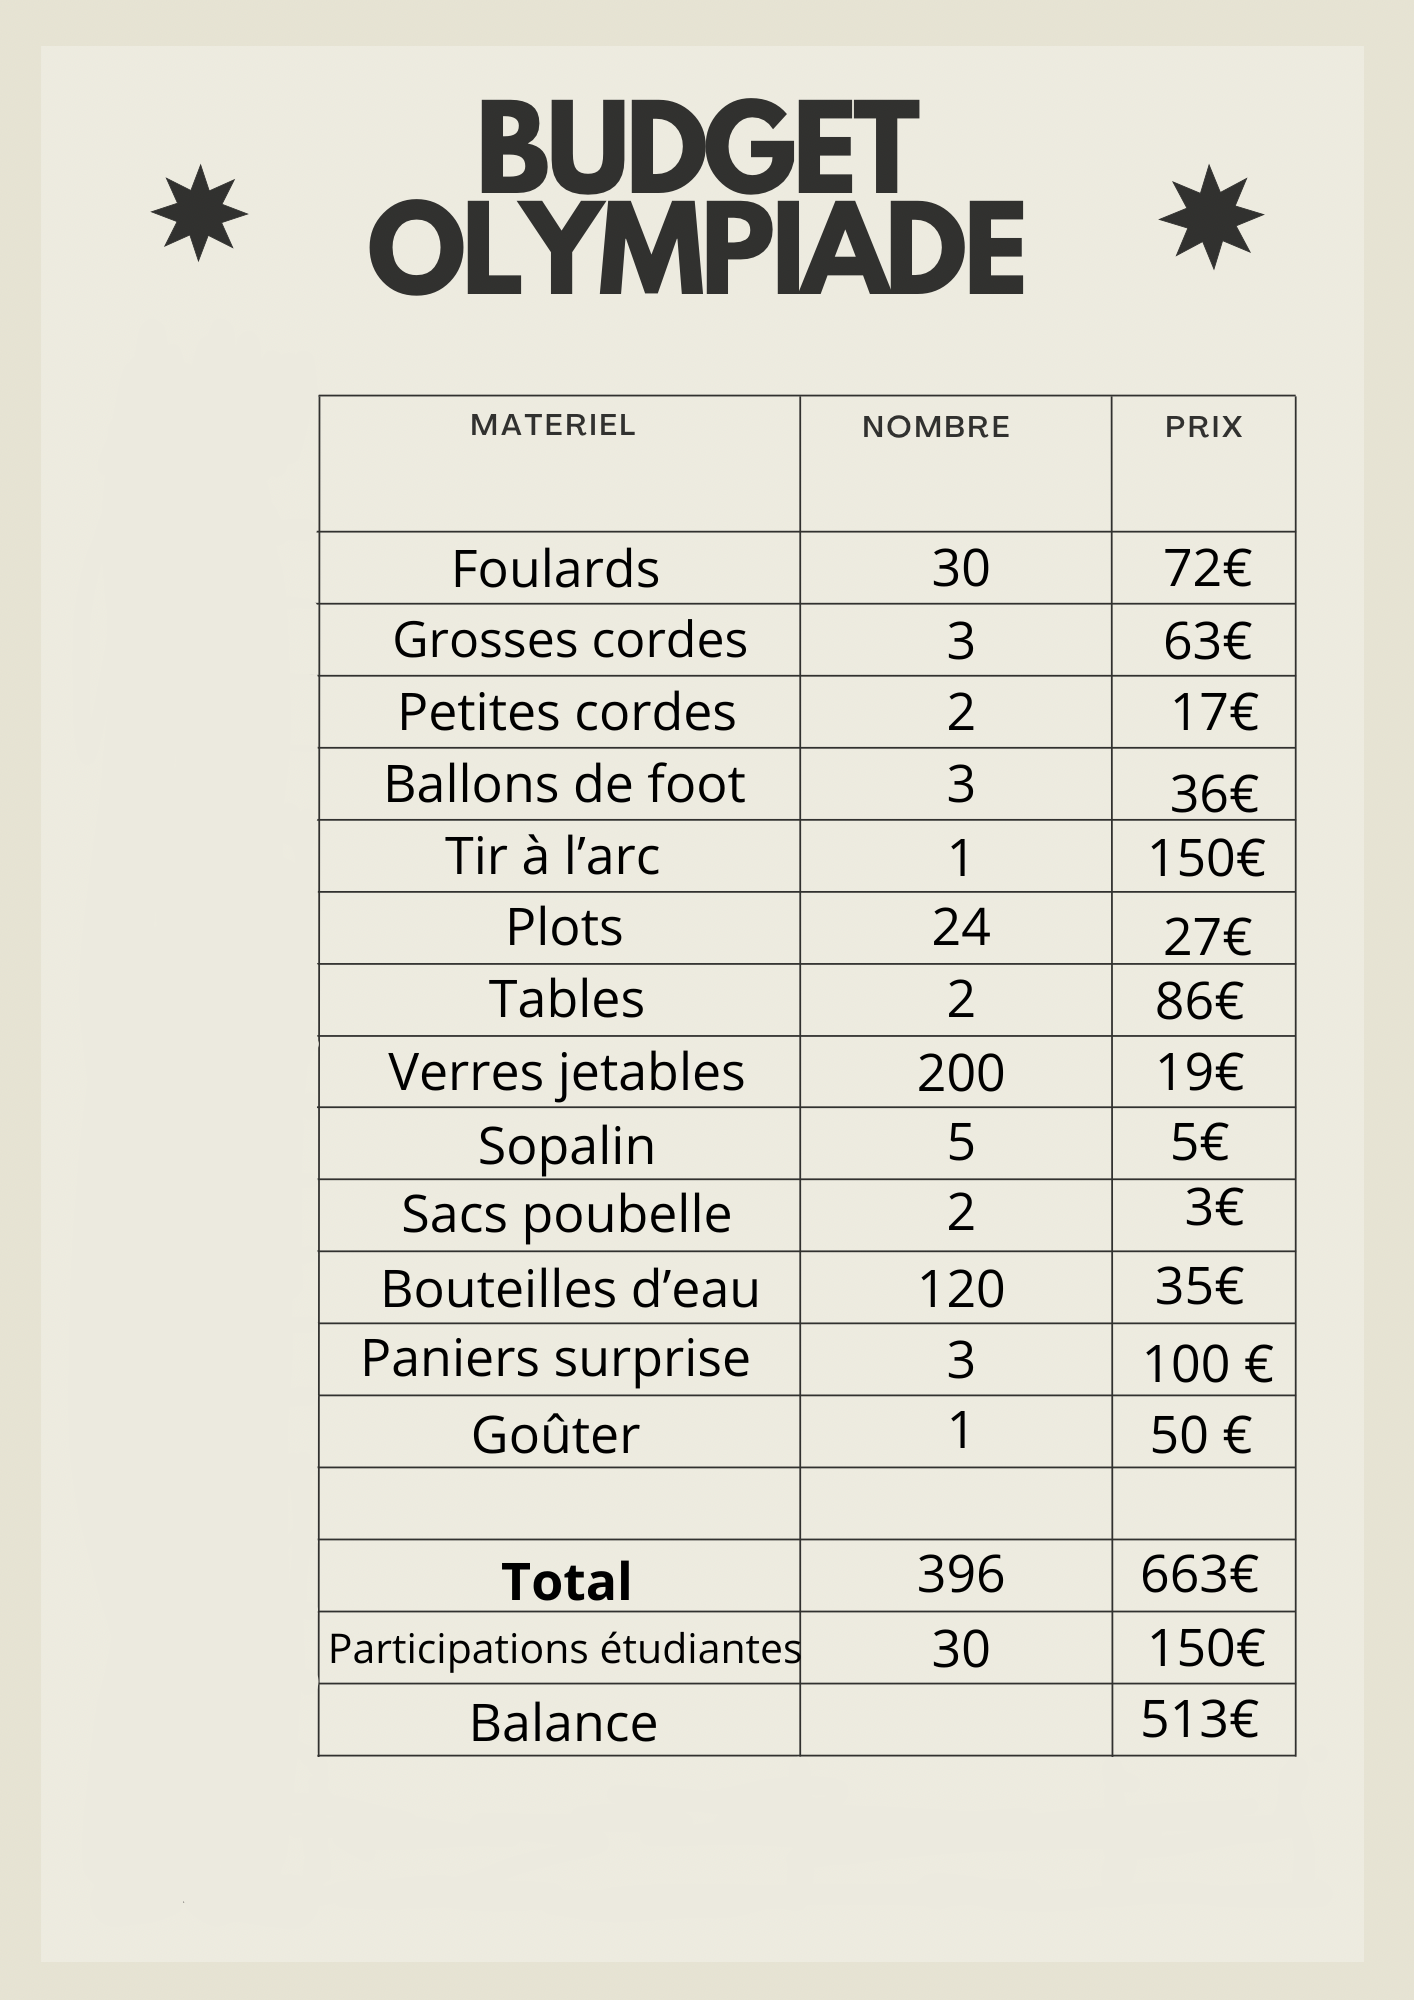 BUDGET
OLYMPIADE
MATERIEL NOMBRE PRIX
Foulards 30 72€
Grosses cordes 3 63€
Petites cordes 2 17€
Ballons de foot 3 36€
Tir à l’arc 1 150€
Plots 24 27€
Tables 2 86€
Verres jetables 200 19€
Sopalin 5 5€
Sacs poubelle 2 3€
Bouteilles d’eau 120 35€
Paniers surprise 3 100 €
Goûter 1 50 €
Total 396 663€
Participations étudiantes 30 150€
Balance 513€